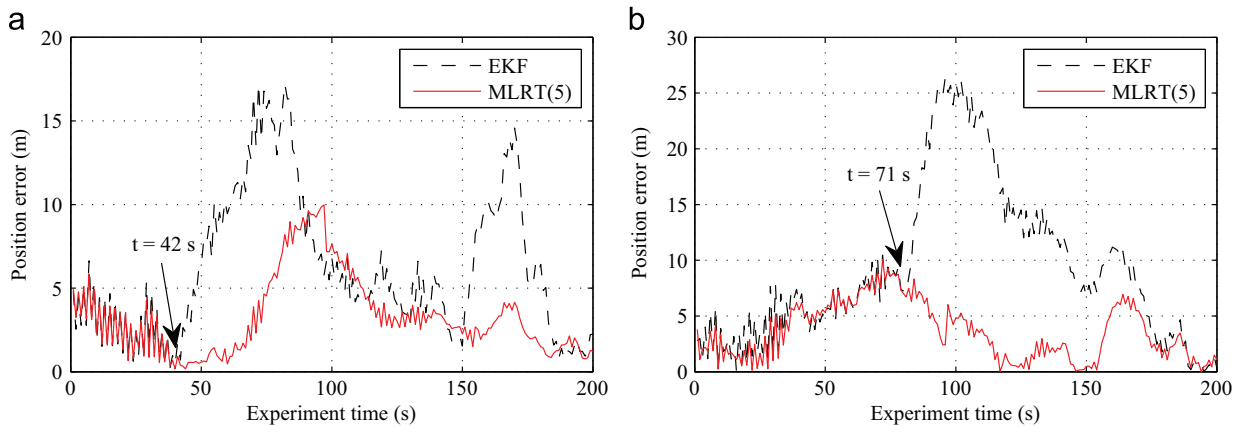 a
20
15
10
5
0
Position error (m)
EKF
MLRT(5)
t = 42 s
0 50 100 150 200
Experiment time (s)
b
30
25
20
15
10
5
0
Position error (m)
EKF
MLRT(5)
t = 71 s
0 50 100 150 200
Experiment time (s)